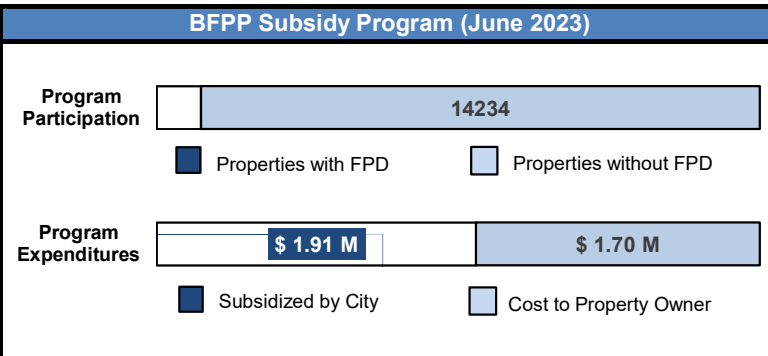 BFPP Subsidy Program (June 2023)
Program
Participation
14234
Properties with FPD
Properties without FPD
Program
Expenditures
$ 1.91 M
$ 1.70 M
Subsidized by City
Cost to Property Owner